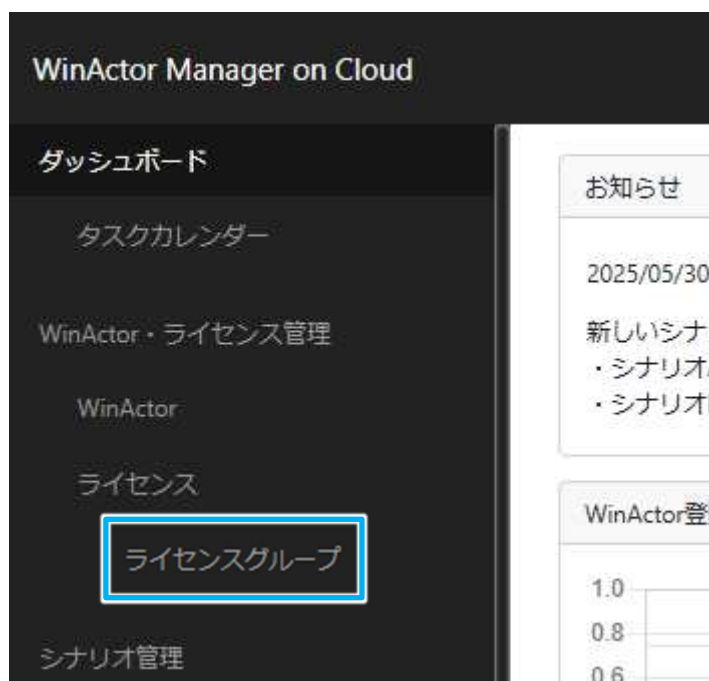 WinActor Manager on Cloud
ダッシュボード
タスクカレンダー
WinActor・ライセンス管理
WinActor
ライセンス
ライセンスグループ
シナリオ管理
お知らせ
2025/05/30
新しいシナ
・シナリオ
・シナリオ
WinActor登
1.0
0.8
0.6